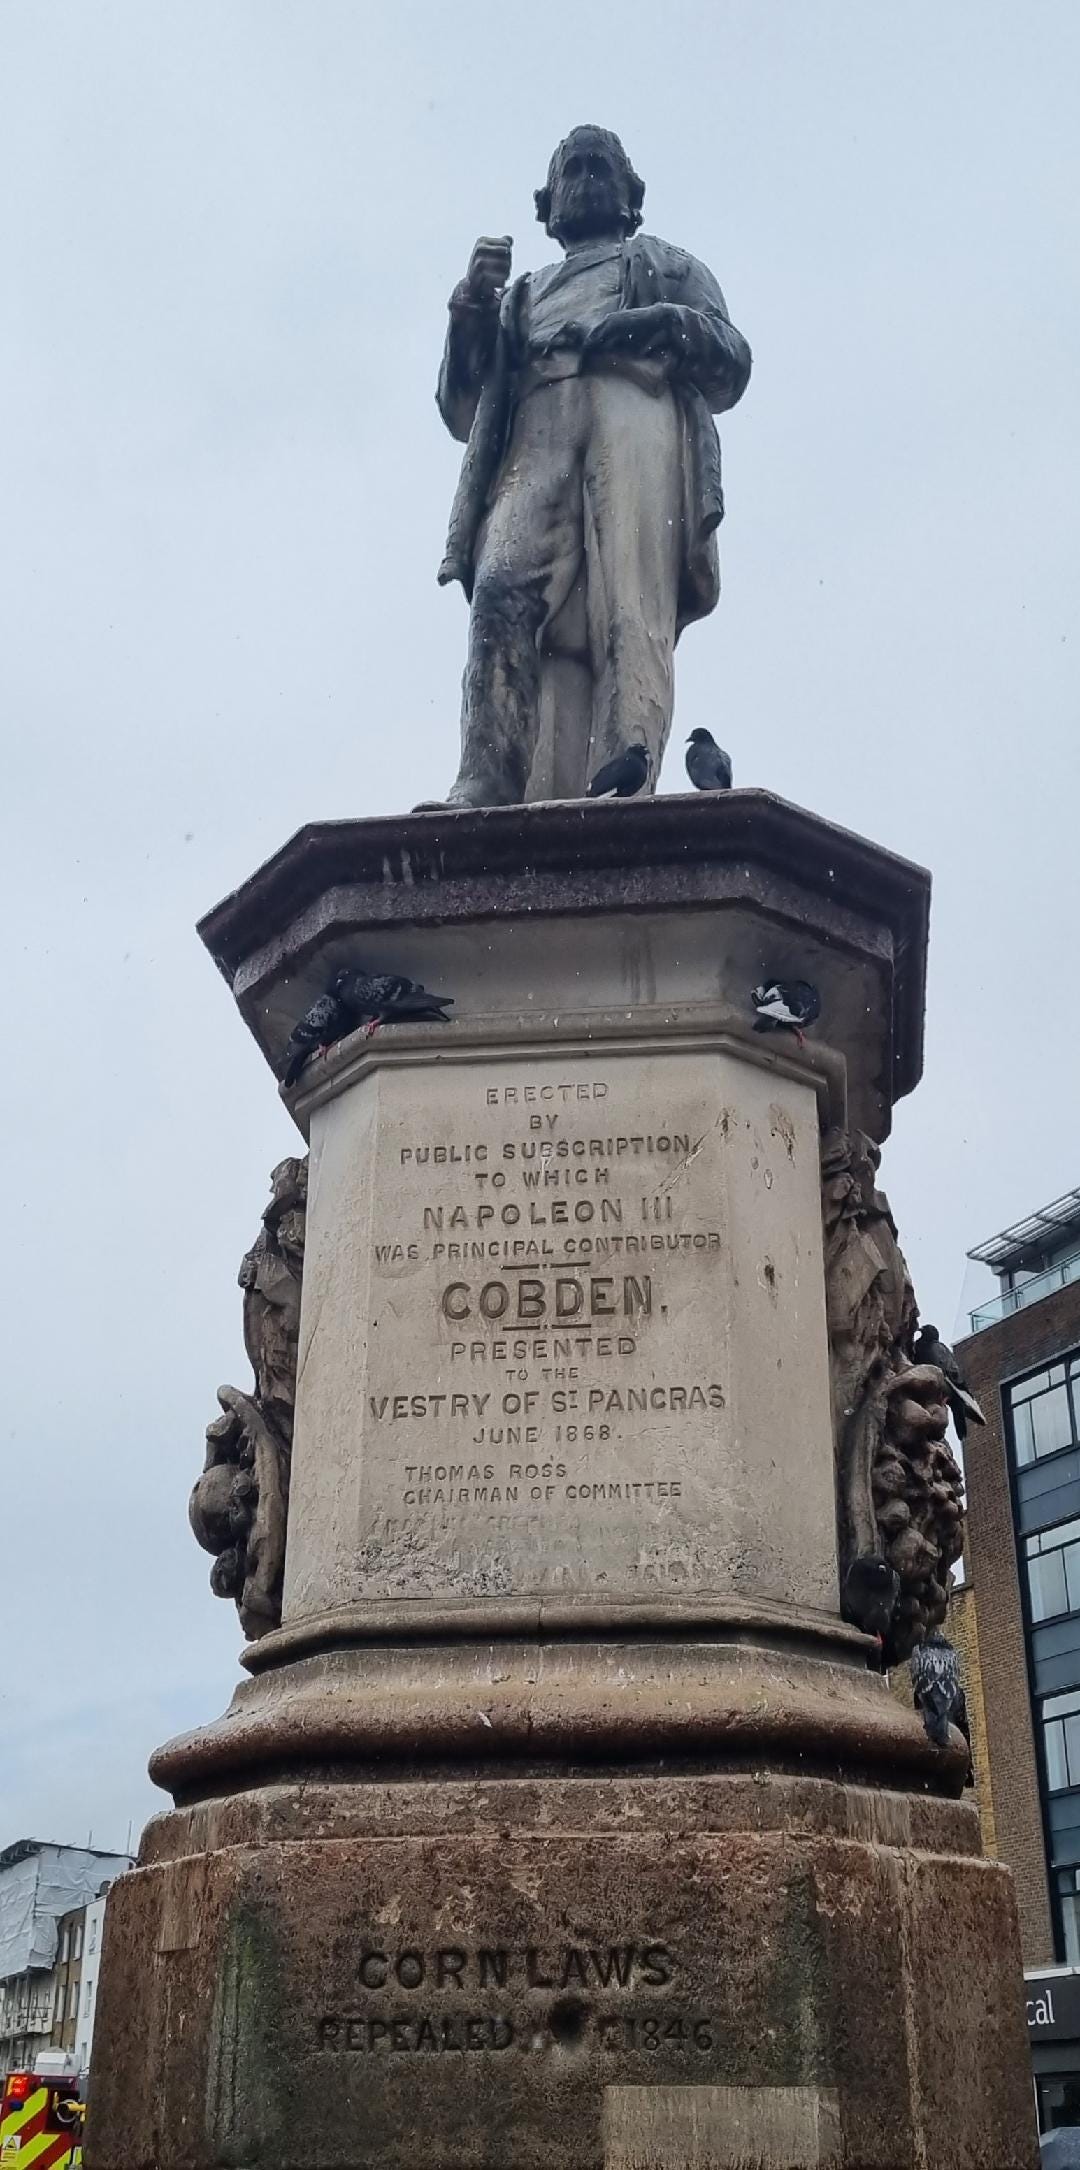 ERECTED
BY
PUBLIC SUBSCRIPTION,
TO WHICH
NAPOLEON III
WAS PRINCIPAL CONTRIBUTOR
COBDEN.
PRESENTED
TO THE
VESTRY OF ST PANCRAS
JUNE 1868.
THOMAS ROSS
CHAIRMAN OF COMMITTEE
CORN LAWS
REPEALED 1846
cal